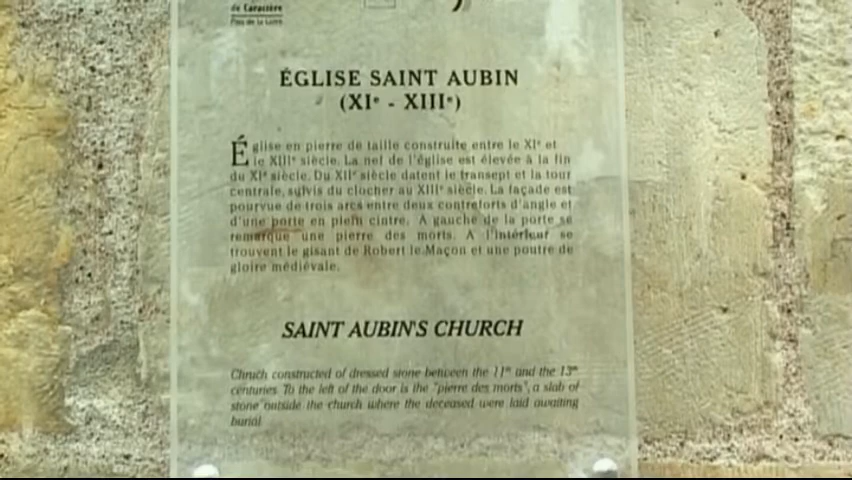 de Caractère
Pays de la Loire
ÉGLISE SAINT AUBIN
(XIe - XIIIe)
Église en pierre de taille construite entre le XIe et
le XIIIe siècle. La nef de l'église est élevée à la fin
du XIe siècle. Du XIIe siècle datent le transept et la tour
centrale, suivis du clocher au XIIIe siècle. La façade est
pourvue de trois arcs entre deux contreforts d'angle et
d'une porte en plein cintre. A gauche de la porte se
remarque une pierre des morts. A l'intérieur se
trouvent le gisant de Robert le Maçon et une poutre de
gloire médiévale.
SAINT AUBIN'S CHURCH
Chruch constructed of dressed stone between the 11th and the 13th
centuries. To the left of the door is the "pierre des morts", a slab of
stone outside the church where the deceased were laid awaiting
burial.